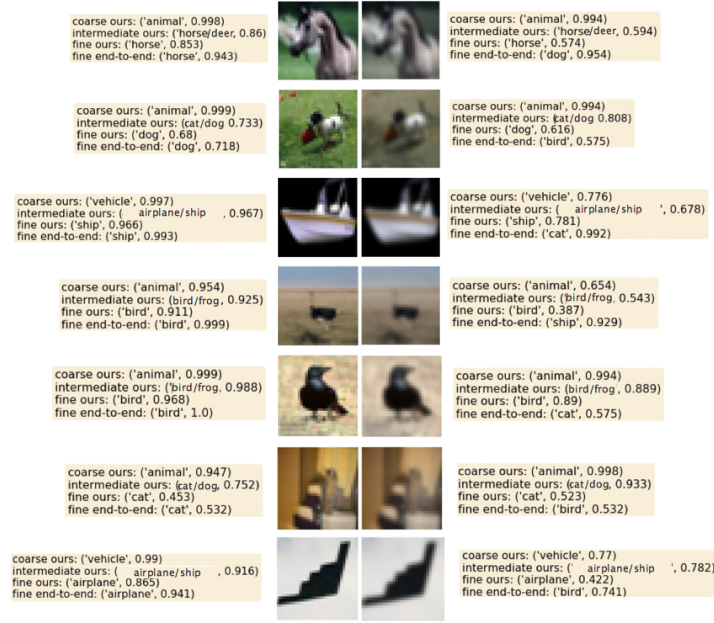 coarse ours: ('animal', 0.998)
intermediate ours: ('horse/deer, 0.86)
fine ours: ('horse', 0.853)
fine end-to-end: ('horse', 0.943)
coarse ours: ('animal', 0.994)
intermediate ours: ('horse/deer, 0.594)
fine ours: ('horse', 0.574)
fine end-to-end: ('dog', 0.954)
coarse ours: ('animal', 0.999)
intermediate ours: (cat/dog 0.733)
fine ours: ('dog', 0.68)
fine end-to-end: ('dog', 0.718)
coarse ours: ('animal', 0.994)
intermediate ours: (cat/dog 0.808)
fine ours: ('dog', 0.616)
fine end-to-end: ('bird', 0.575)
coarse ours: ('vehicle', 0.997)
intermediate ours: ( airplane/ship , 0.967)
fine ours: ('ship', 0.966)
fine end-to-end: ('ship', 0.993)
coarse ours: ('vehicle', 0.776)
intermediate ours: ( airplane/ship ', 0.678)
fine ours: ('ship', 0.781)
fine end-to-end: ('cat', 0.992)
coarse ours: ('animal', 0.954)
intermediate ours: (bird/frog, 0.925)
fine ours: ('bird', 0.911)
fine end-to-end: ('bird', 0.999)
coarse ours: ('animal', 0.654)
intermediate ours: ('bird/frog, 0.543)
fine ours: ('bird', 0.387)
fine end-to-end: ('ship', 0.929)
coarse ours: ('animal', 0.999)
intermediate ours: ('bird/frog, 0.988)
fine ours: ('bird', 0.968)
fine end-to-end: ('bird', 1.0)
coarse ours: ('animal', 0.994)
intermediate ours: (bird/frog , 0.889)
fine ours: ('bird', 0.89)
fine end-to-end: ('cat', 0.575)
coarse ours: ('animal', 0.947)
intermediate ours: (cat/dog, 0.752)
fine ours: ('cat', 0.453)
fine end-to-end: ('cat', 0.532)
coarse ours: ('animal', 0.998)
intermediate ours: (cat/dog, 0.933)
fine ours: ('cat', 0.523)
fine end-to-end: ('bird', 0.532)
coarse ours: ('vehicle', 0.99)
intermediate ours: ( airplane/ship , 0.916)
fine ours: ('airplane', 0.865)
fine end-to-end: ('airplane', 0.941)
coarse ours: ('vehicle', 0.77)
intermediate ours: (' airplane/ship ', 0.782)
fine ours: ('airplane', 0.422)
fine end-to-end: ('bird', 0.741)